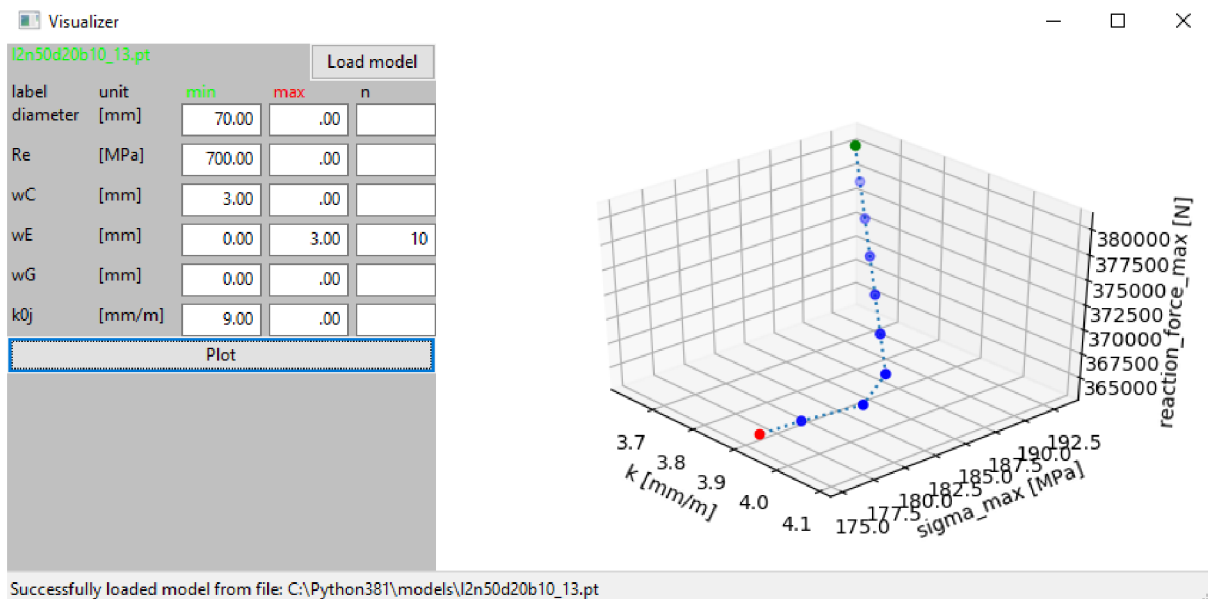 Visualizer
l2n50d20b10_13.pt
Load model
label unit min max n
diameter [mm] 70.00 .00
Re [MPa] 700.00 .00
wC [mm] 3.00 .00
wE [mm] 0.00 3.00 10
wG [mm] 0.00 .00
k0j [mm/m] 9.00 .00
Plot
380000
377500
375000
372500
370000
367500
365000
reaction_force_max [N]
3.7
3.8
3.9
4.0
4.1
k [mm/m]
175.0
177.5
180.0
182.5
185.0
187.5
190.0
192.5
sigma_max [MPa]
Successfully loaded model from file: C:\Python381\models\l2n50d20b10_13.pt